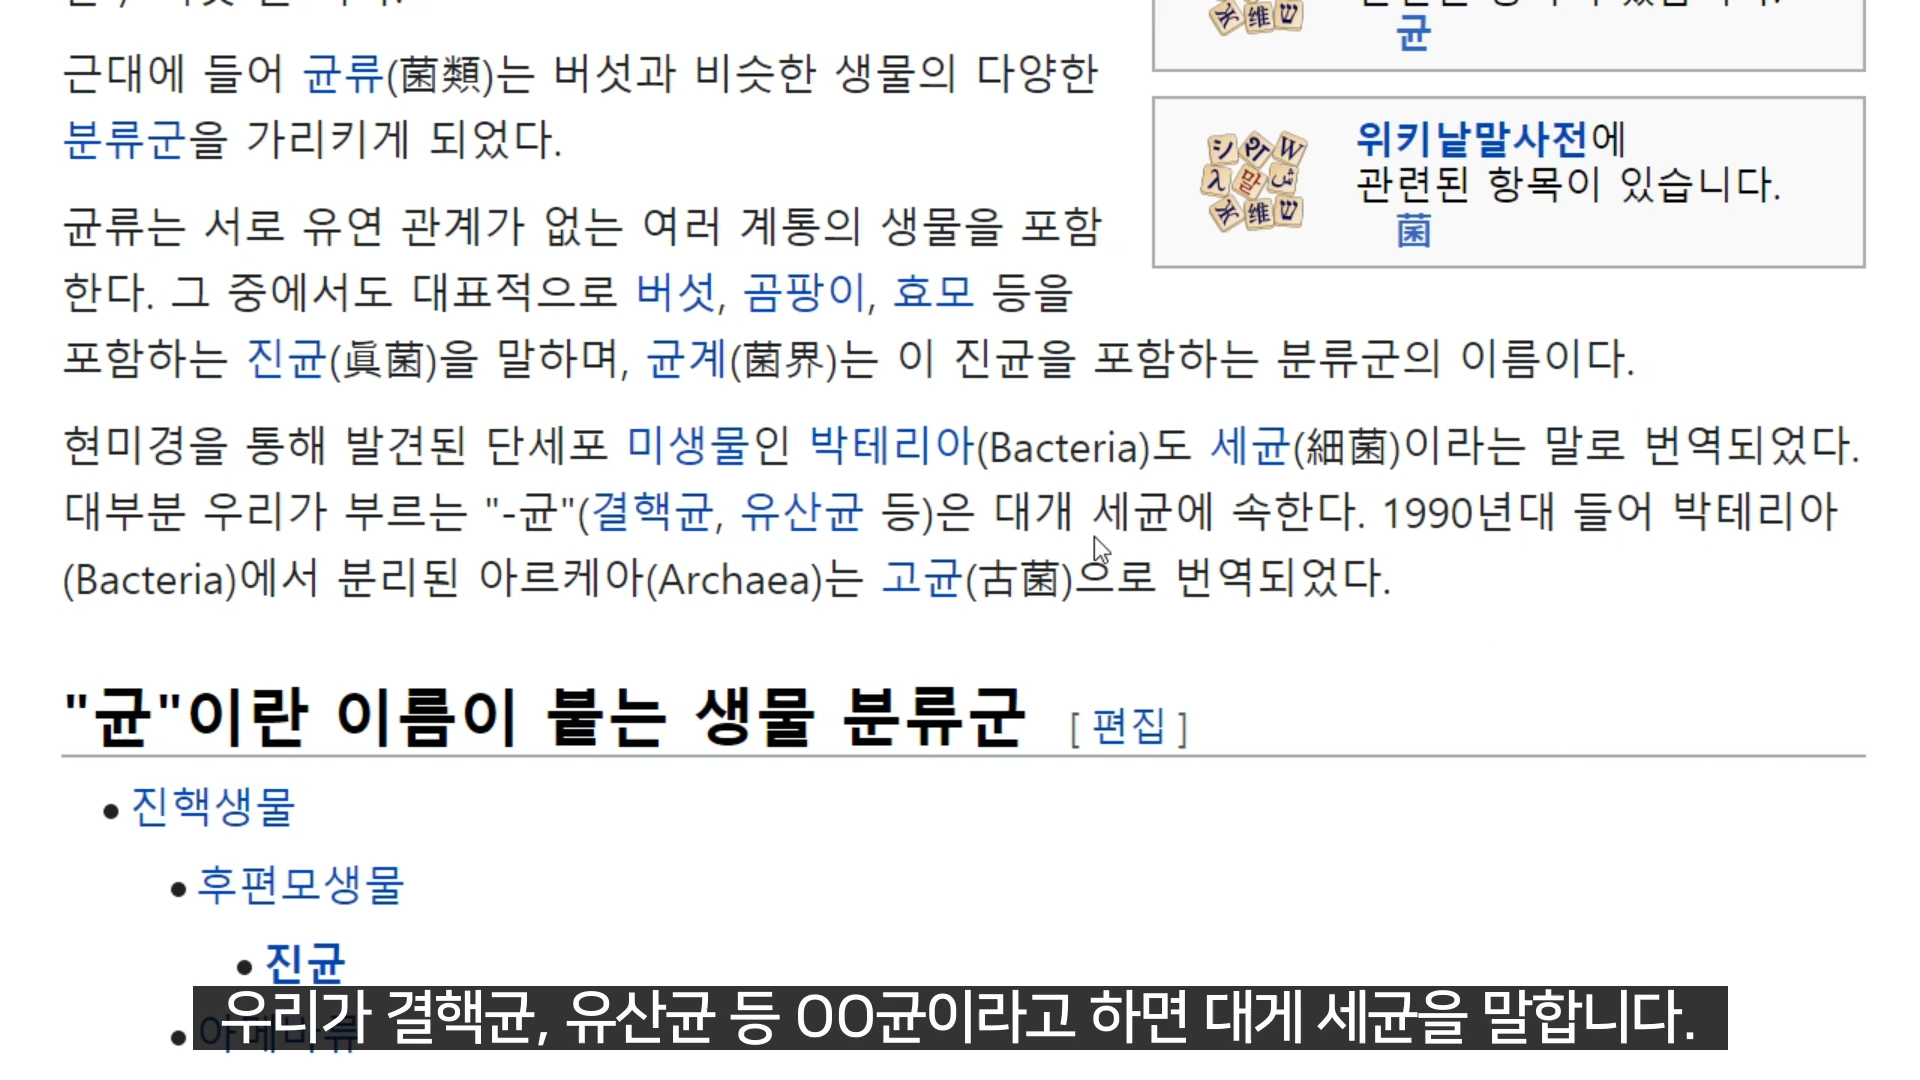 근대에 들어 균류(菌類)는 버섯과 비슷한 생물의 다양한
분류군을 가리키게 되었다.
균류는 서로 유연 관계가 없는 여러 계통의 생물을 포함
한다. 그 중에서도 대표적으로 버섯, 곰팡이, 효모 등을
포함하는 진균(眞菌)을 말하며, 균계(菌界)는 이 진균을 포함하는 분류군의 이름이다.
현미경을 통해 발견된 단세포 미생물인 박테리아(Bacteria)도 세균(細菌)이라는 말로 번역되었다.
대부분 우리가 부르는 "-균"(결핵균, 유산균 등)은 대개 세균에 속한다. 1990년대 들어 박테리아
(Bacteria)에서 분리된 아르케아(Archaea)는 고균(古菌)으로 번역되었다.
균
위키낱말사전에
관련된 항목이 있습니다.
菌
シ W
λ 말
维 ש
"균"이란 이름이 붙는 생물 분류군 [ 편집 ]
• 진핵생물
• 후편모생물
• 진균
• 아메바류
우리가 결핵균, 유산균 등 OO균이라고 하면 대게 세균을 말합니다.